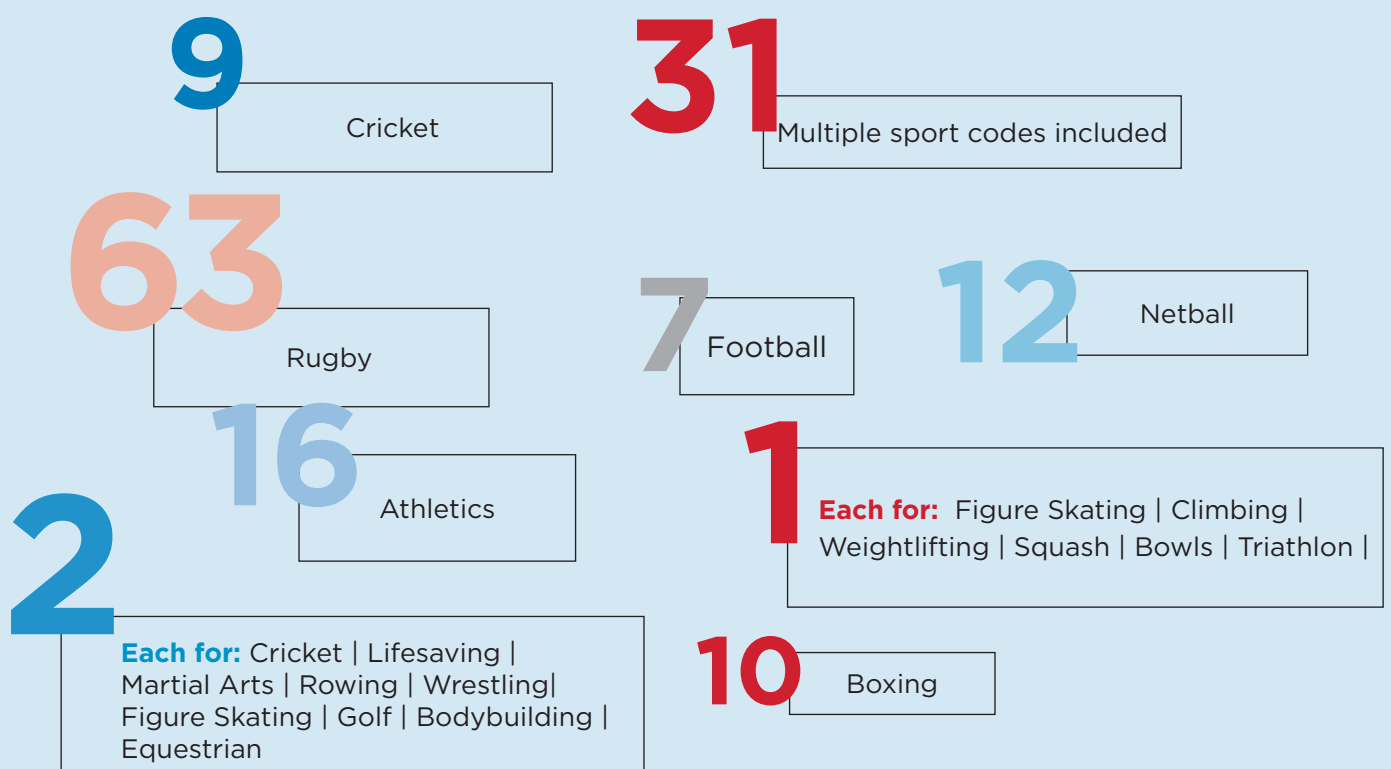 9
Cricket
31
Multiple sport codes included
63
Rugby
7
Football
12
Netball
16
Athletics
1
Each for: Figure Skating | Climbing |
Weightlifting | Squash | Bowls | Triathlon |
2
Each for: Cricket | Lifesaving |
Martial Arts | Rowing | Wrestling|
Figure Skating | Golf | Bodybuilding |
Equestrian
10
Boxing